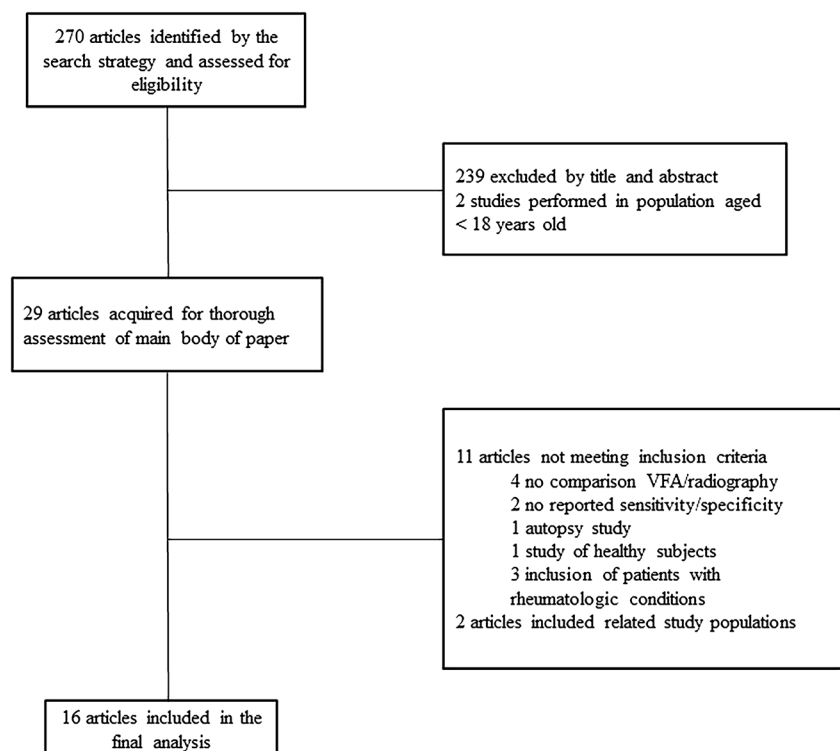 270 articles identified by the
search strategy and assessed for
eligibility
239 excluded by title and abstract
2 studies performed in population aged
< 18 years old
29 articles acquired for thorough
assessment of main body of paper
11 articles not meeting inclusion criteria
4 no comparison VFA/radiography
2 no reported sensitivity/specificity
1 autopsy study
1 study of healthy subjects
3 inclusion of patients with
rheumatologic conditions
2 articles included related study populations
16 articles included in the
final analysis